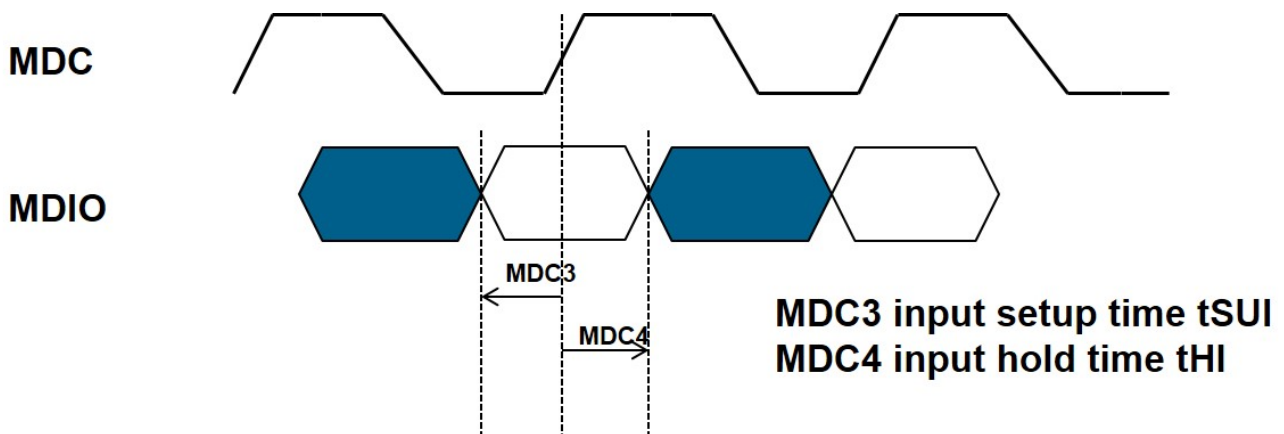 MDC
MDIO
MDC3
MDC4
MDC3 input setup time tSUI
MDC4 input hold time tHI